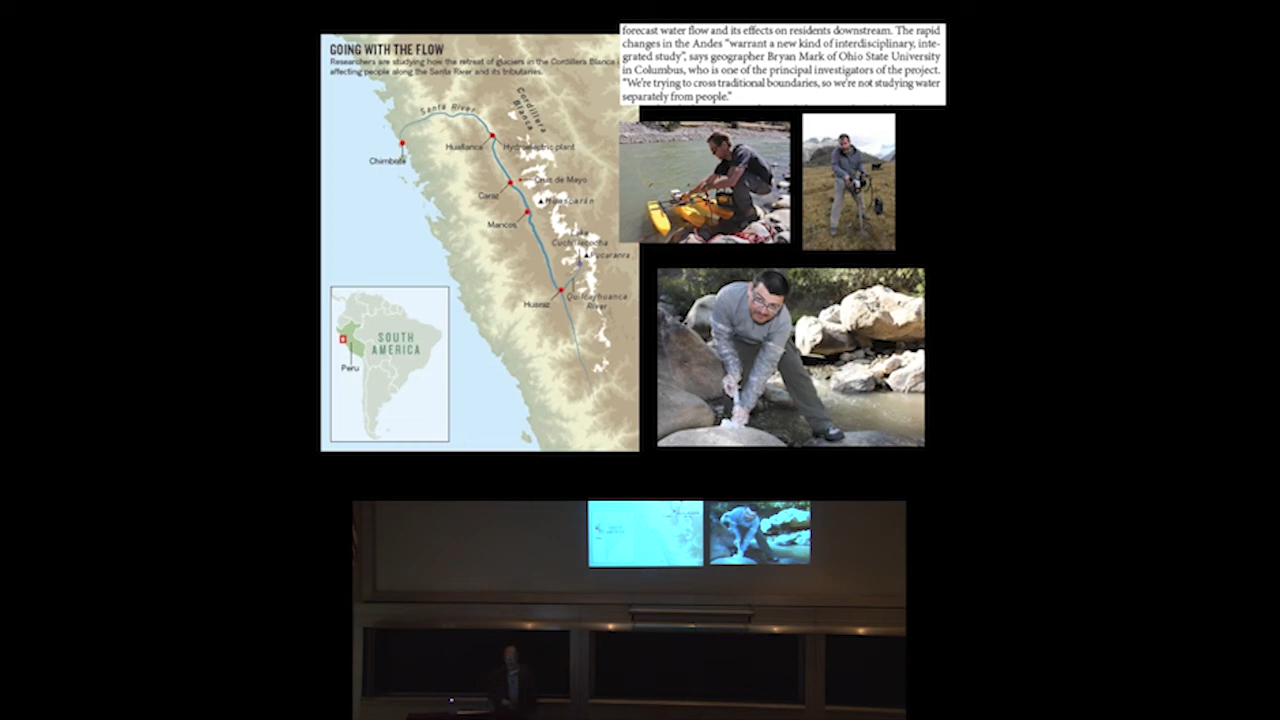 GOING WITH THE FLOW
Researchers are studying how the retreat of glaciers in the Cordillera Blanca
affecting people along the Santa River and its tributaries.
forecast water flow and its effects on residents downstream. The rapid
changes in the Andes “warrant a new kind of interdisciplinary, inte-
grated study”, says geographer Bryan Mark of Ohio State University
in Columbus, who is one of the principal investigators of the project.
“We’re trying to cross traditional boundaries, so we’re not studying water
separately from people.”
Santa River
Cordillera
Blanca
Chimbote
Huallanca
Hydroelectric plant
Cruz de Mayo
Caraz
Huascarán
Mancos
Lake
Cuchillacocha
Pucaranra
Huaraz
Quilcayhuanca
River
SOUTH
AMERICA
Peru